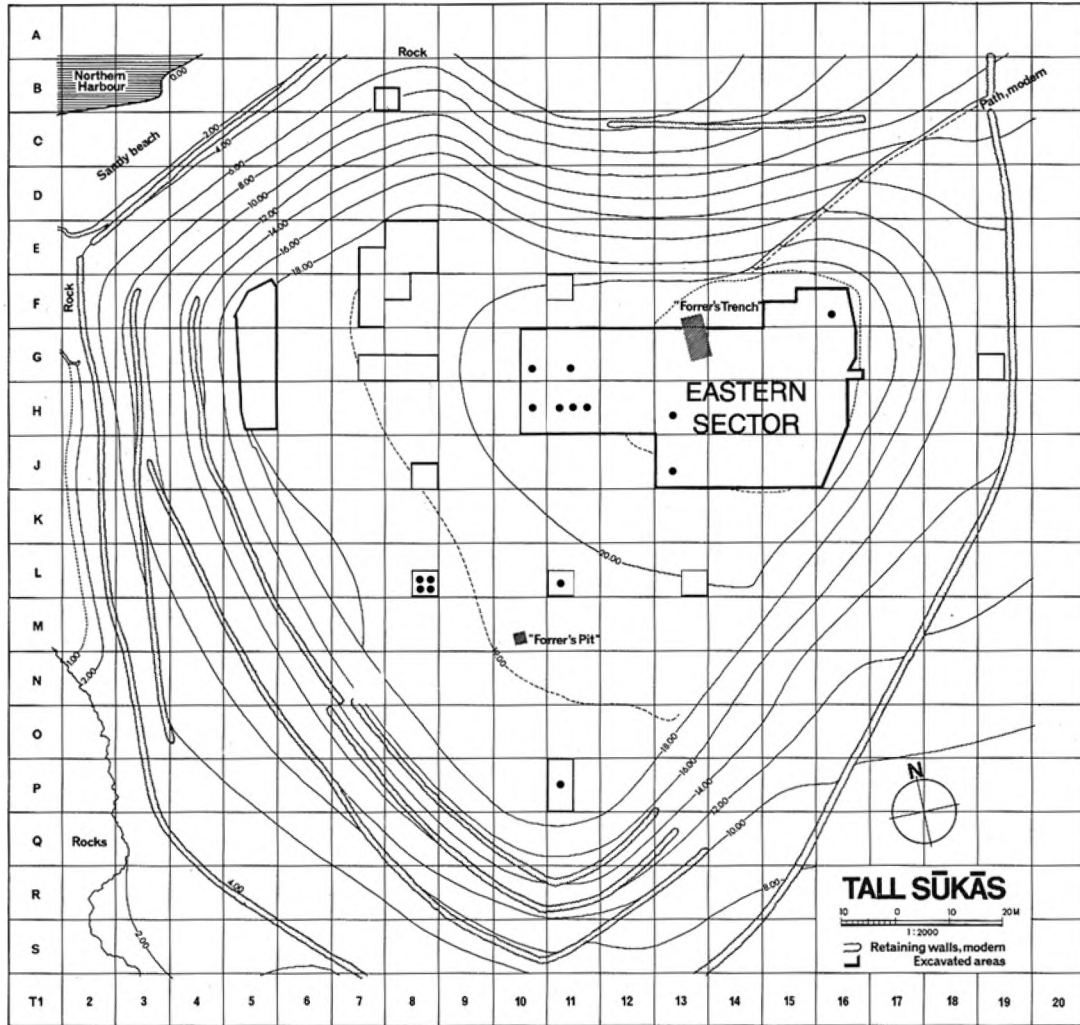 A
B
C
D
E
F
G
H
J
K
L
M
N
O
P
Q
R
S
T1 2 3 4 5 6 7 8 9 10 11 12 13 14 15 16 17 18 19 20
Northern
Harbour
0.00
Rock
Path, modern
Sandy beach
2.00
4.00
6.00
8.00
10.00
12.00
14.00
16.00
18.00
Rock
"Forrer's Trench"
EASTERN
SECTOR
20.00
"Forrer's Pit"
19.00
1.00
2.00
18.00
16.00
14.00
12.00
10.00
8.00
Rocks
4.00
2.00
N
TALL SŪKĀS
10 0 10 20M
1:2000
Retaining walls, modern
Excavated areas